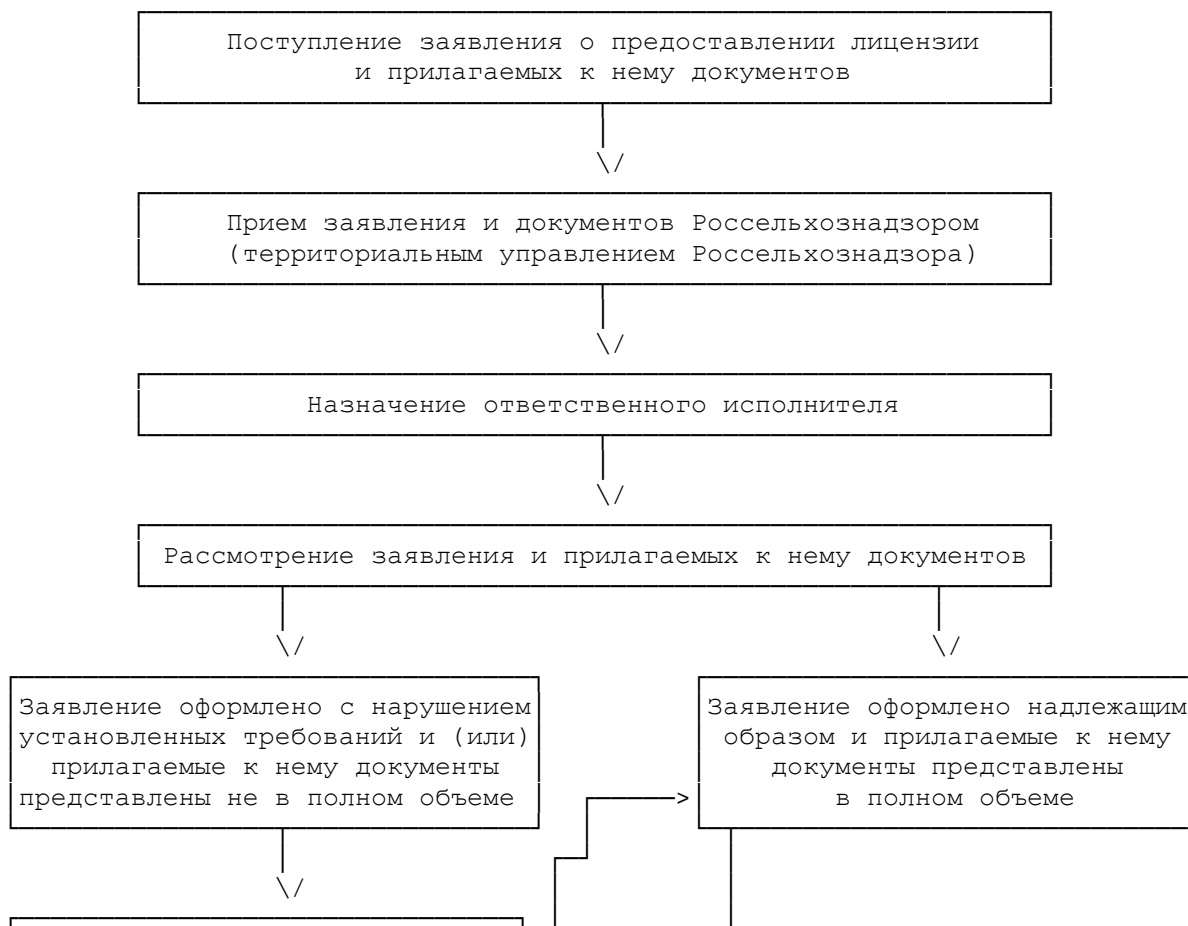 Поступление заявления о предоставлении лицензии
и прилагаемых к нему документов
Прием заявления и документов Россельхознадзором
(территориальным управлением Россельхознадзора)
Назначение ответственного исполнителя
Рассмотрение заявления и прилагаемых к нему документов
Заявление оформлено с нарушением
установленных требований и (или)
прилагаемые к нему документы
представлены не в полном объеме
Заявление оформлено надлежащим
образом и прилагаемые к нему
документы представлены
в полном объеме